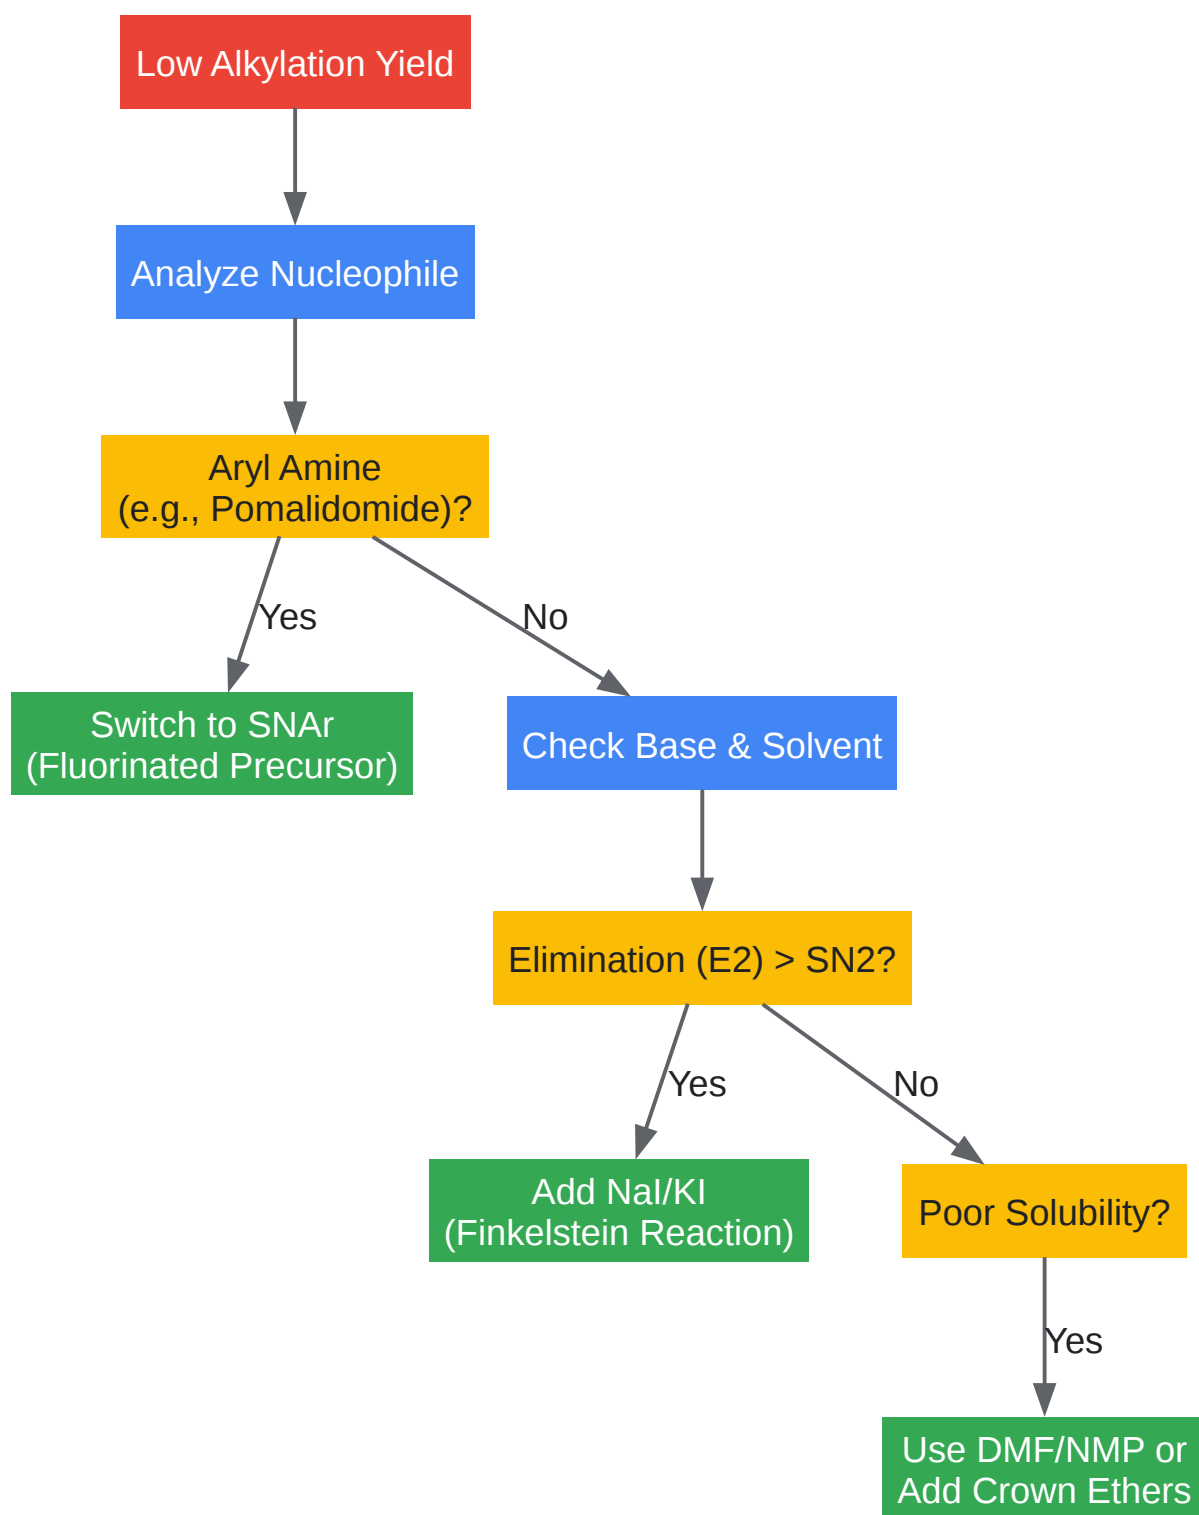 Low Alkylation Yield
Analyze Nucleophile
Aryl Amine
(e.g., Pomalidomide)?
Yes
No
Switch to SNAr
(Fluorinated Precursor)
Check Base & Solvent
Elimination (E2) > SN2?
Yes
No
Add NaI/KI
(Finkelstein Reaction)
Poor Solubility?
Yes
Use DMF/NMP or
Add Crown Ethers